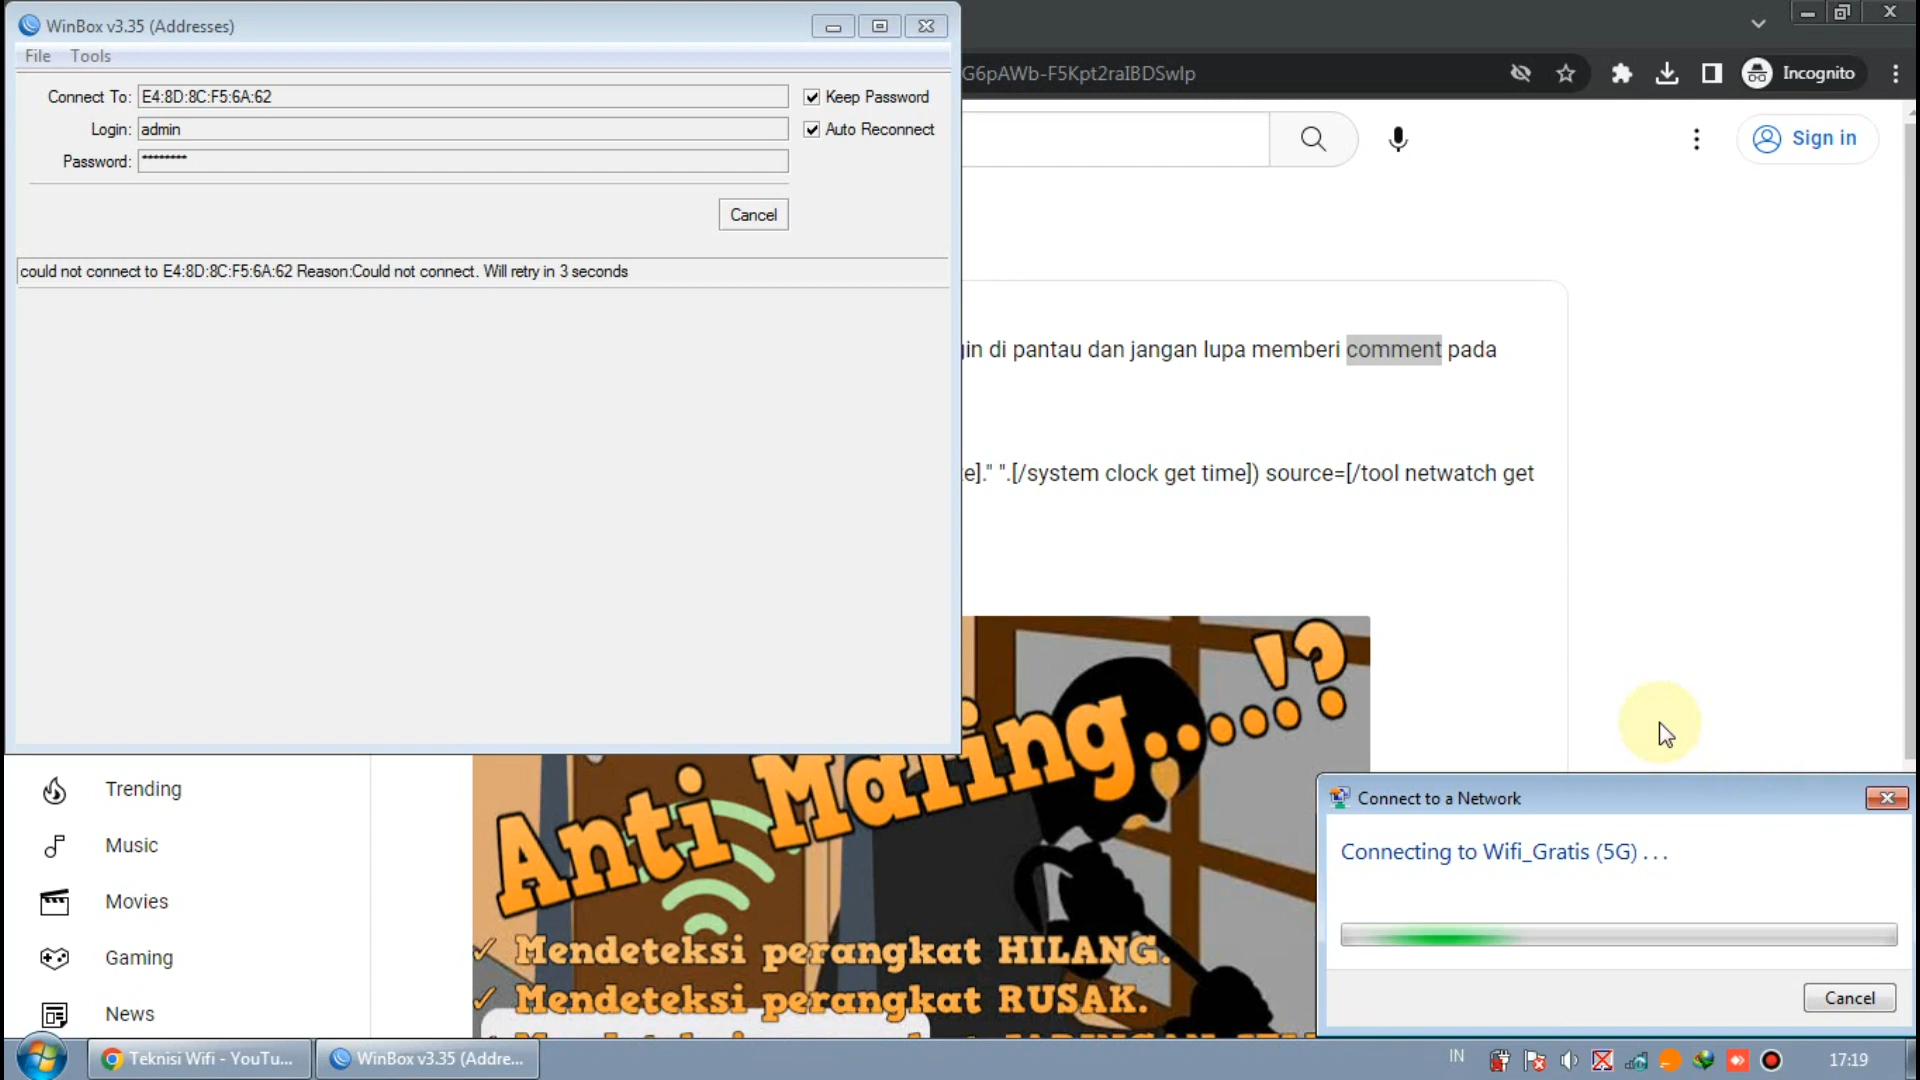 WinBox v3.35 (Addresses)
File Tools
Connect To: E4:8D:8C:F5:6A:62
Keep Password
Login: admin
Auto Reconnect
Password: ********
Cancel
could not connect to E4:8D:8C:F5:6A:62 Reason:Could not connect. Will retry in 3 seconds
G6pAWb-F5Kpt2raIBDSwlp
Incognito
Sign in
di pantau dan jangan lupa memberi comment pada
." ".[/system clock get time]) source=[/tool netwatch get
Anti Maling.....!?
✓ Mendeteksi perangkat HILANG.
✓ Mendeteksi perangkat RUSAK.
Trending
Music
Movies
Gaming
News
Connect to a Network
Connecting to Wifi_Gratis (5G) . . .
Cancel
Teknisi Wifi - YouTu...
WinBox v3.35 (Addre...
IN
17:19